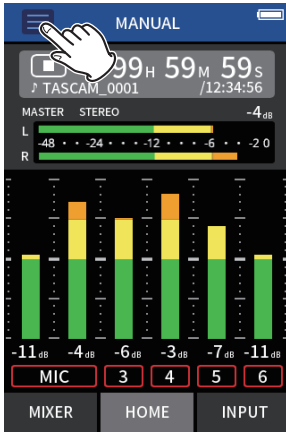 MANUAL
99H 59M 59S
♪ TASCAM_0001 /12:34:56
MASTER STEREO -4dB
L
-48 · · -24 · · · -12 · · · -6 · · -2 0
R
-11dB -4dB -6dB -3dB -7dB -11dB
MIC 3 4 5 6
MIXER HOME INPUT